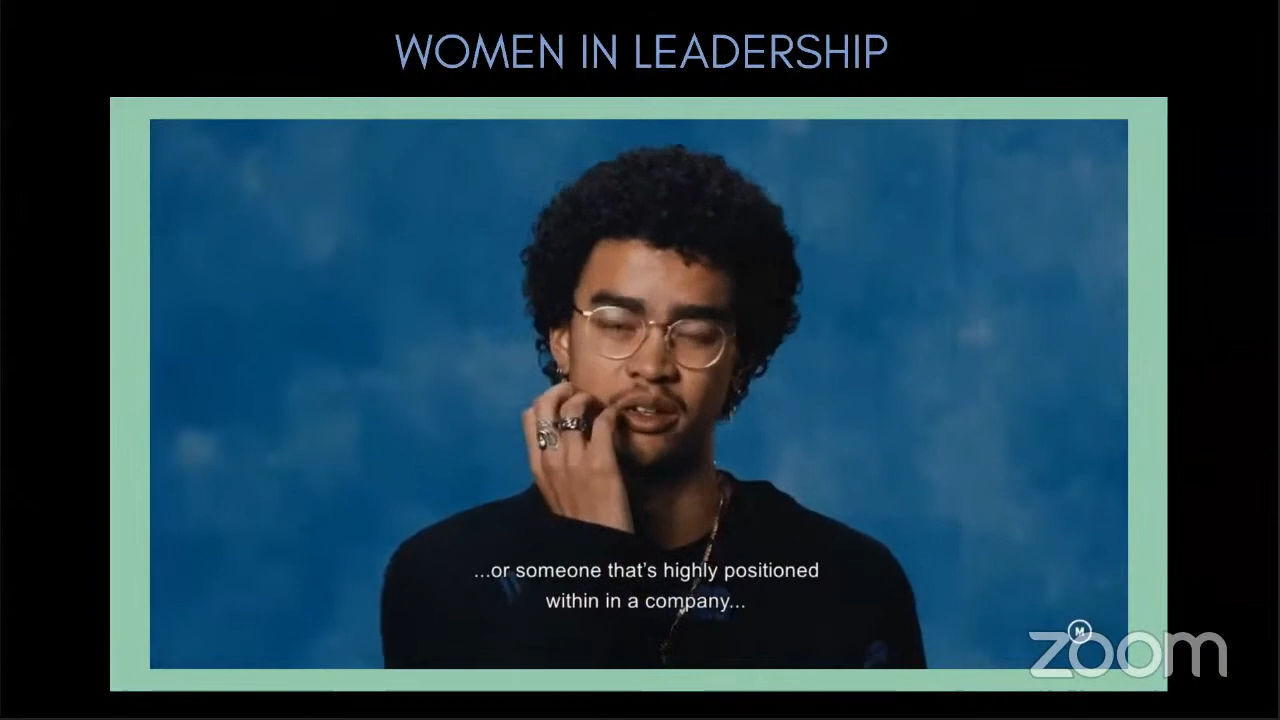 WOMEN IN LEADERSHIP
...or someone that's highly positioned
within in a company...
M
zoom